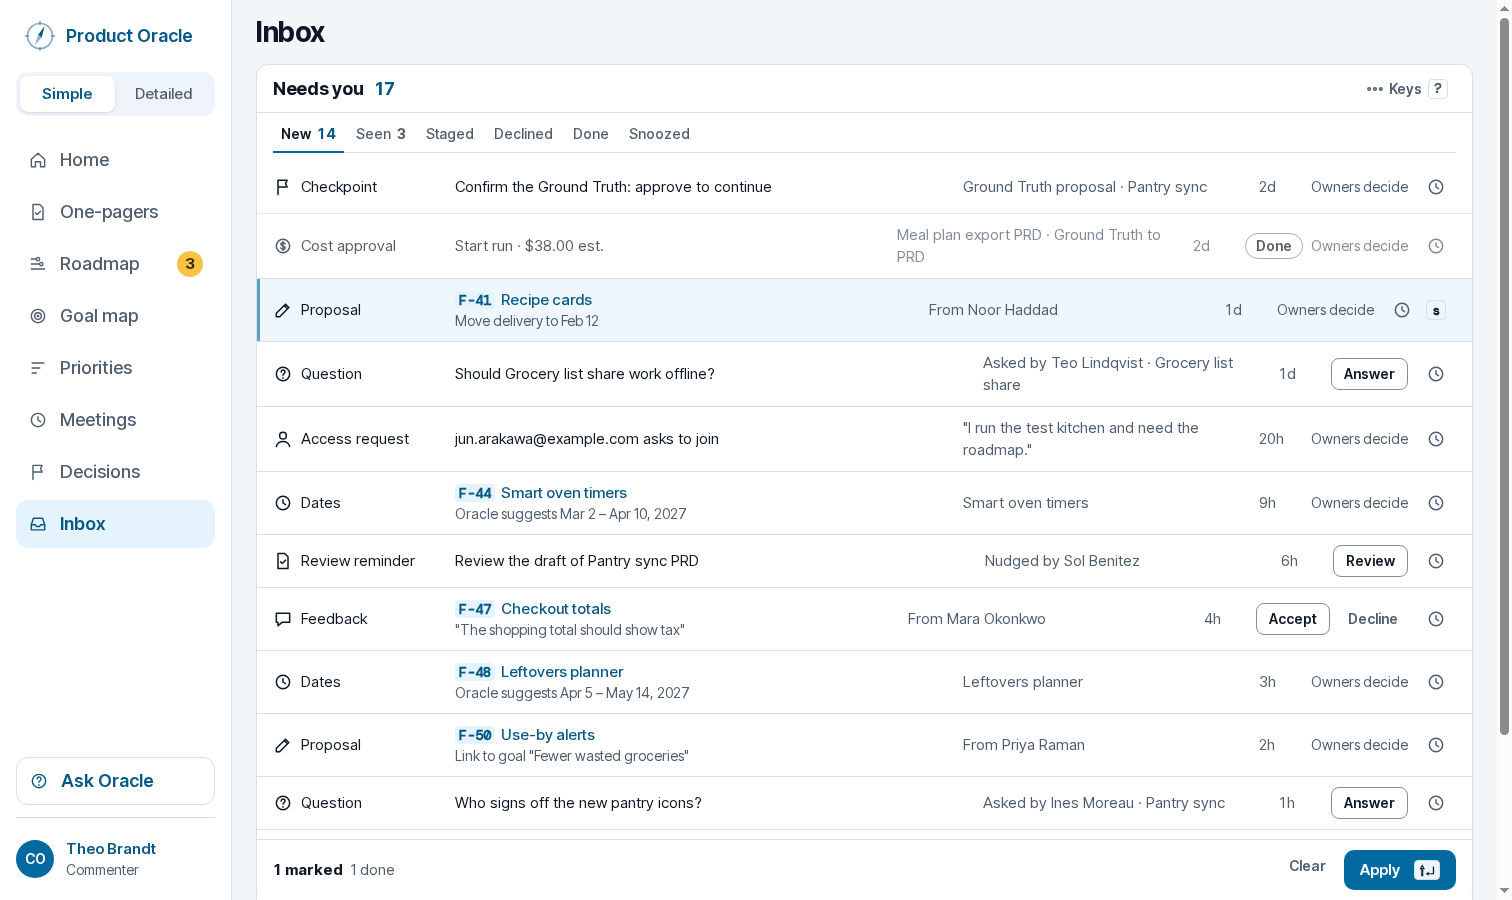 Product Oracle
Simple Detailed
Home
One-pagers
Roadmap 3
Goal map
Priorities
Meetings
Decisions
Inbox
Ask Oracle
CO Theo Brandt
Commenter
Inbox
Needs you 17 Keys ?
New 14 Seen 3 Staged Declined Done Snoozed
Checkpoint Confirm the Ground Truth: approve to continue Ground Truth proposal · Pantry sync 2d Owners decide
Cost approval Start run · $38.00 est. Meal plan export PRD · Ground Truth to PRD 2d Done Owners decide
Proposal F-41 Recipe cards From Noor Haddad 1d Owners decide s
Move delivery to Feb 12
Question Should Grocery list share work offline? Asked by Teo Lindqvist · Grocery list share 1d Answer
Access request jun.arakawa@example.com asks to join "I run the test kitchen and need the roadmap." 20h Owners decide
Dates F-44 Smart oven timers Smart oven timers 9h Owners decide
Oracle suggests Mar 2 – Apr 10, 2027
Review reminder Review the draft of Pantry sync PRD Nudged by Sol Benitez 6h Review
Feedback F-47 Checkout totals From Mara Okonkwo 4h Accept Decline
"The shopping total should show tax"
Dates F-48 Leftovers planner Leftovers planner 3h Owners decide
Oracle suggests Apr 5 – May 14, 2027
Proposal F-50 Use-by alerts From Priya Raman 2h Owners decide
Link to goal "Fewer wasted groceries"
Question Who signs off the new pantry icons? Asked by Ines Moreau · Pantry sync 1h Answer
1 marked 1 done Clear Apply